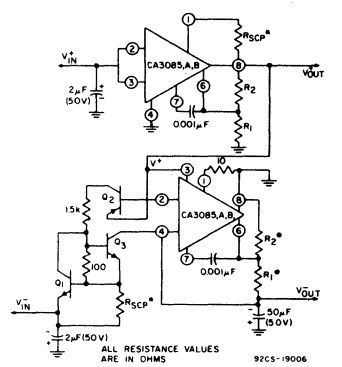 V⁺IN
2µF
(50V)
+
-
2
3
4
1
CA3085,A,B
8
6
7
0.001µF
RSCP*
R2
R1
V⁺OUT
V⁺
10
3
1
1.5k
Q2
2
CA3085,A,B,
8
6
Q3
4
7
0.001µF
R2●
R1●
100
Q1
V⁻IN
RSCP*
V⁻OUT
-
50µF
(50V)
+
-
2µF(50V)
+
ALL RESISTANCE VALUES
ARE IN OHMS
92CS-19006